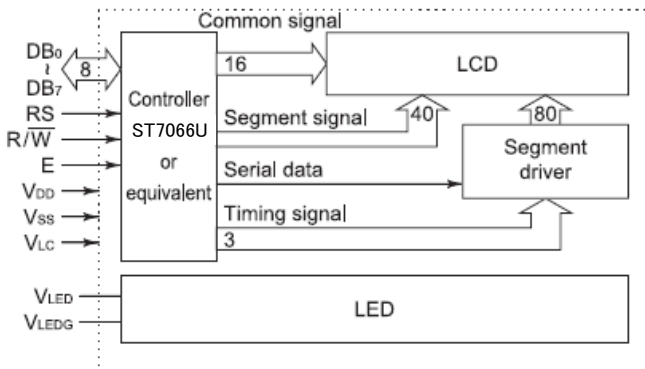 Common signal
DB₀
~
DB₇
8
16
LCD
Controller
ST7066U
or
equivalent
RS
R/W̅
E
VDD
VSS
VLC
Segment signal
40
80
Segment
driver
Serial data
Timing signal
3
VLED
VLEDG
LED